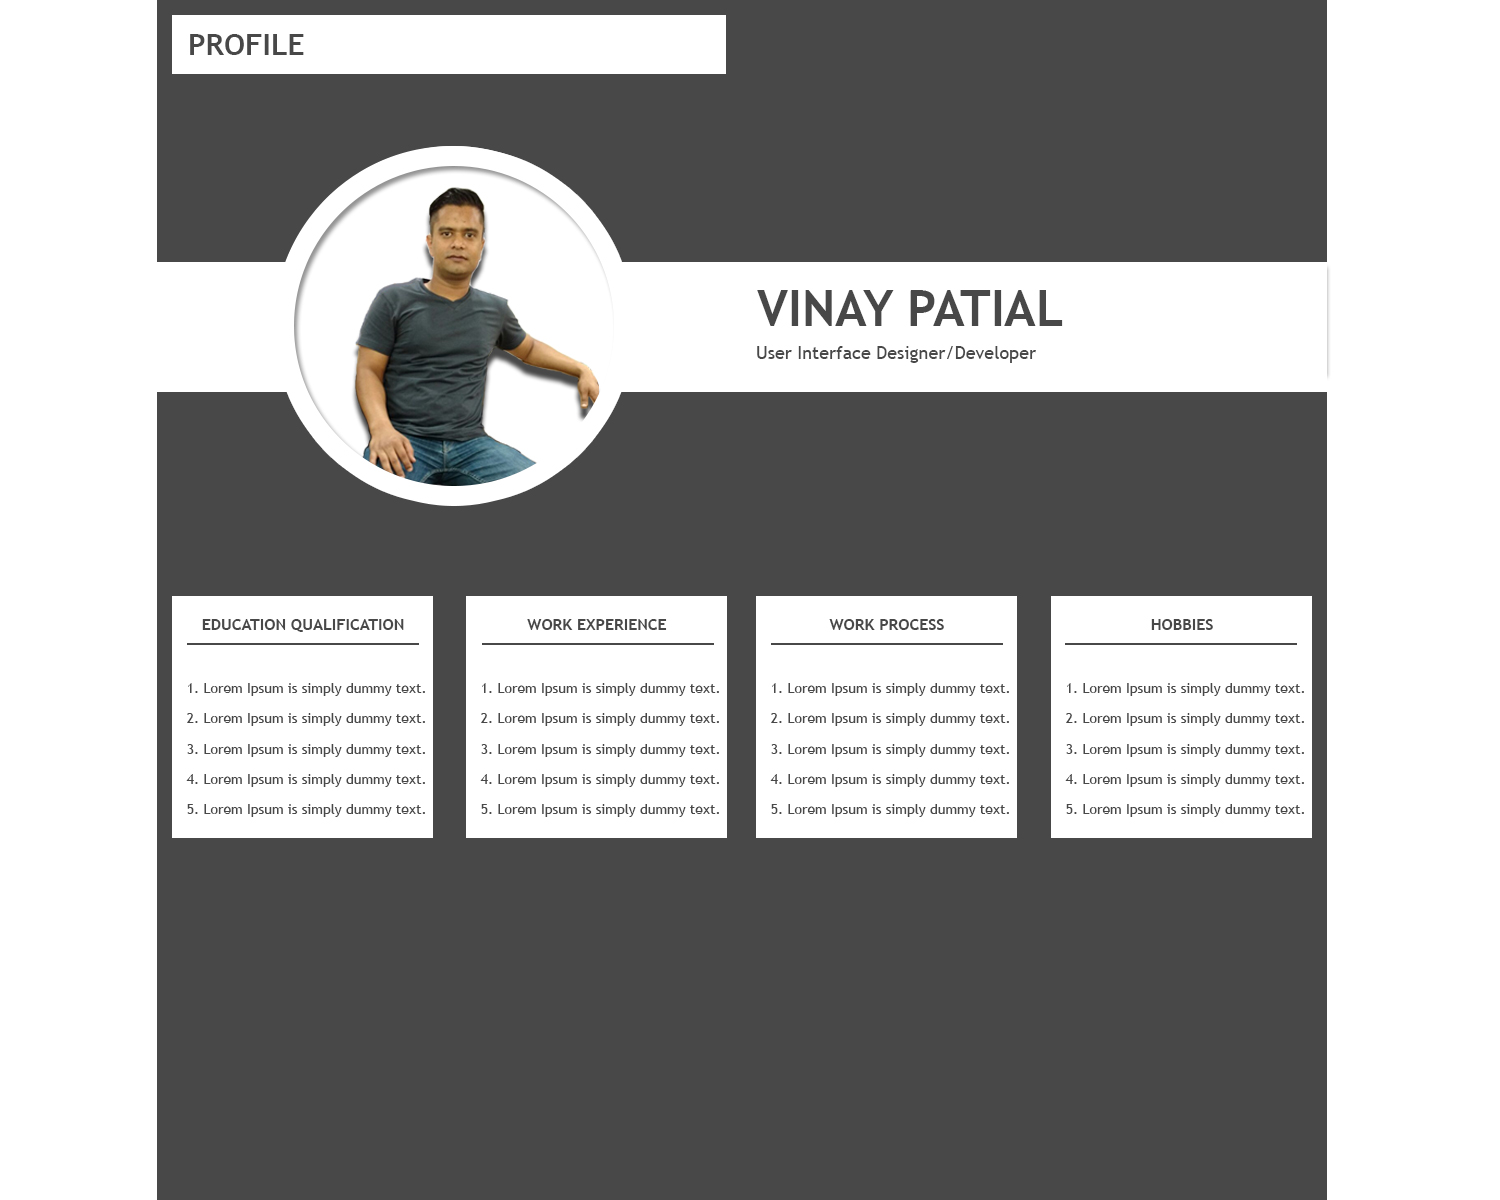 PROFILE
VINAY PATIAL
User Interface Designer/Developer
EDUCATION QUALIFICATION
1. Lorem Ipsum is simply dummy text.
2. Lorem Ipsum is simply dummy text.
3. Lorem Ipsum is simply dummy text.
4. Lorem Ipsum is simply dummy text.
5. Lorem Ipsum is simply dummy text.
WORK EXPERIENCE
1. Lorem Ipsum is simply dummy text.
2. Lorem Ipsum is simply dummy text.
3. Lorem Ipsum is simply dummy text.
4. Lorem Ipsum is simply dummy text.
5. Lorem Ipsum is simply dummy text.
WORK PROCESS
1. Lorem Ipsum is simply dummy text.
2. Lorem Ipsum is simply dummy text.
3. Lorem Ipsum is simply dummy text.
4. Lorem Ipsum is simply dummy text.
5. Lorem Ipsum is simply dummy text.
HOBBIES
1. Lorem Ipsum is simply dummy text.
2. Lorem Ipsum is simply dummy text.
3. Lorem Ipsum is simply dummy text.
4. Lorem Ipsum is simply dummy text.
5. Lorem Ipsum is simply dummy text.